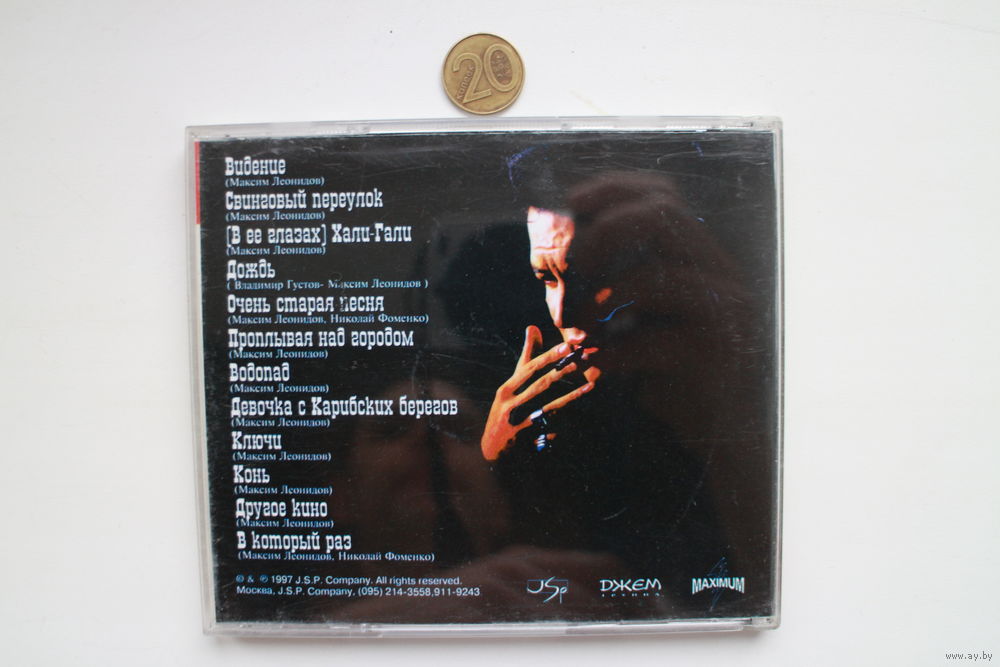 20
Видение
(Максим Леонидов)
Свинговый переулок
(Максим Леонидов)
(В ее глазах) Хали-Гали
(Максим Леонидов)
Дождь
( Владимир Густов- Максим Леонидов )
Очень старая песня
(Максим Леонидов, Николай Фоменко)
Проплывая над городом
(Максим Леонидов)
Водопад
(Максим Леонидов)
Девочка с Карибских берегов
(Максим Леонидов)
Ключи
(Максим Леонидов)
Конь
(Максим Леонидов)
Другое кино
(Максим Леонидов)
В который раз
(Максим Леонидов, Николай Фоменко)
© & ℗ 1997 J.S.P. Company. All rights reserved.
Москва, J.S.P. Company, (095) 214-3558,911-9243
JSP ДЖЕМ MAXIMUM
www.ay.by